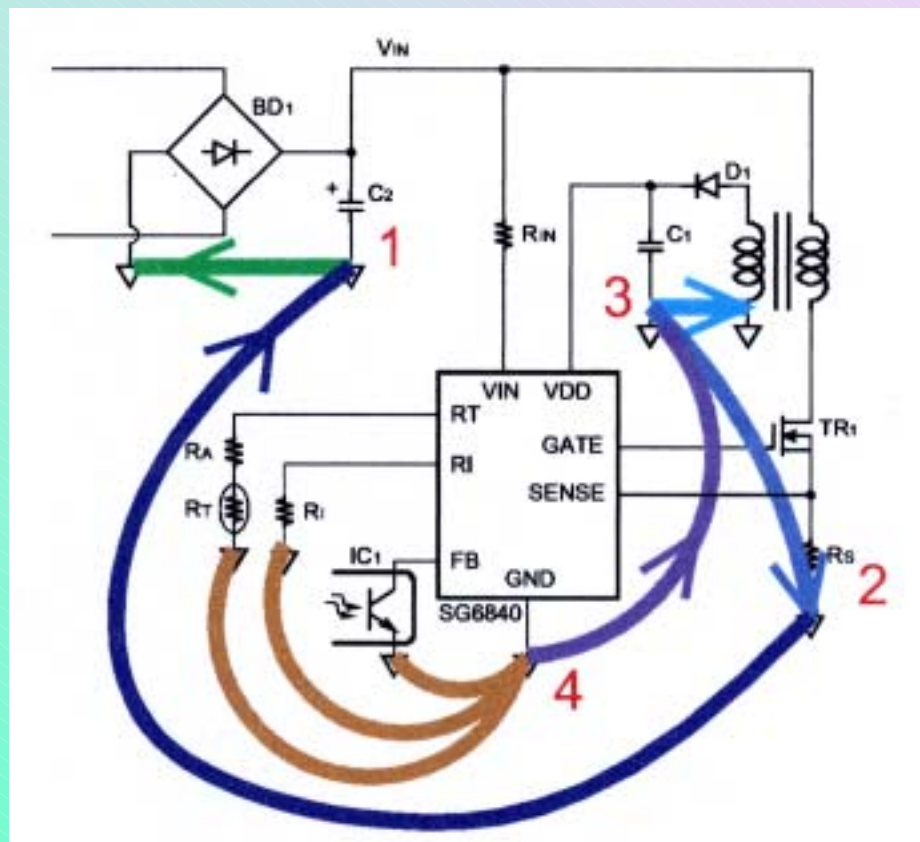 VIN
BD1
D1
+ C2
1
RIN
C1
3
VIN VDD
RT
TR1
RA
GATE
RI
SENSE
RT
RI
IC1
FB
RS
GND
2
SG6840
4